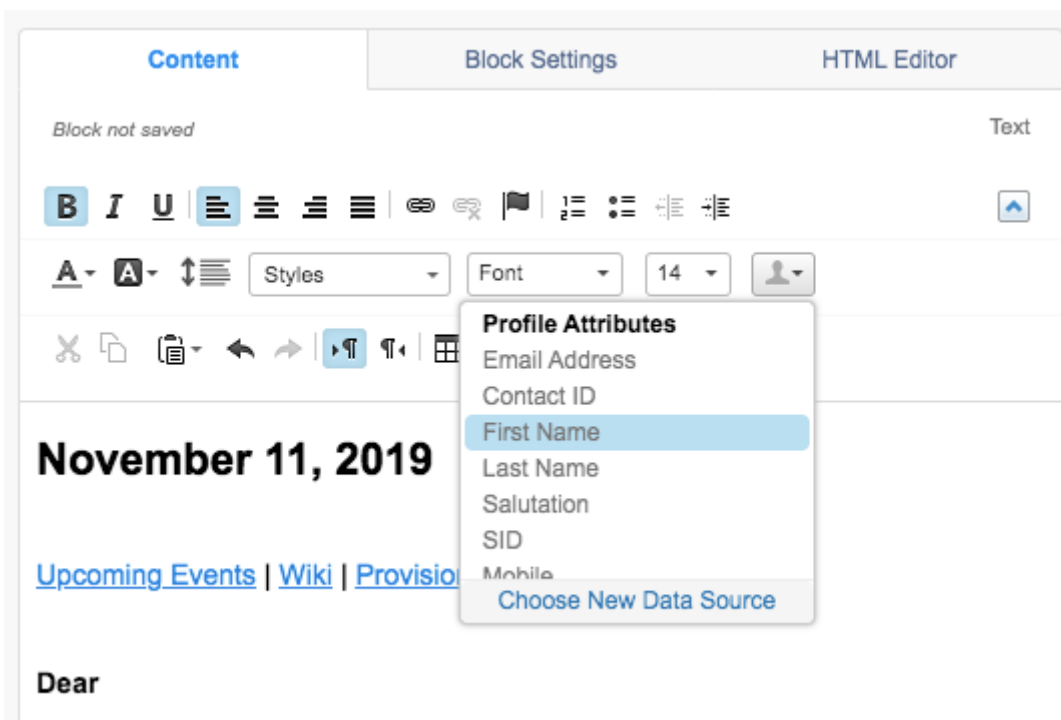 Content Block Settings HTML Editor
Block not saved Text
B I U
A A Styles Font 14
Profile Attributes
Email Address
Contact ID
First Name
Last Name
Salutation
SID
Mobile
Choose New Data Source
November 11, 2019
Upcoming Events | Wiki |
Dear